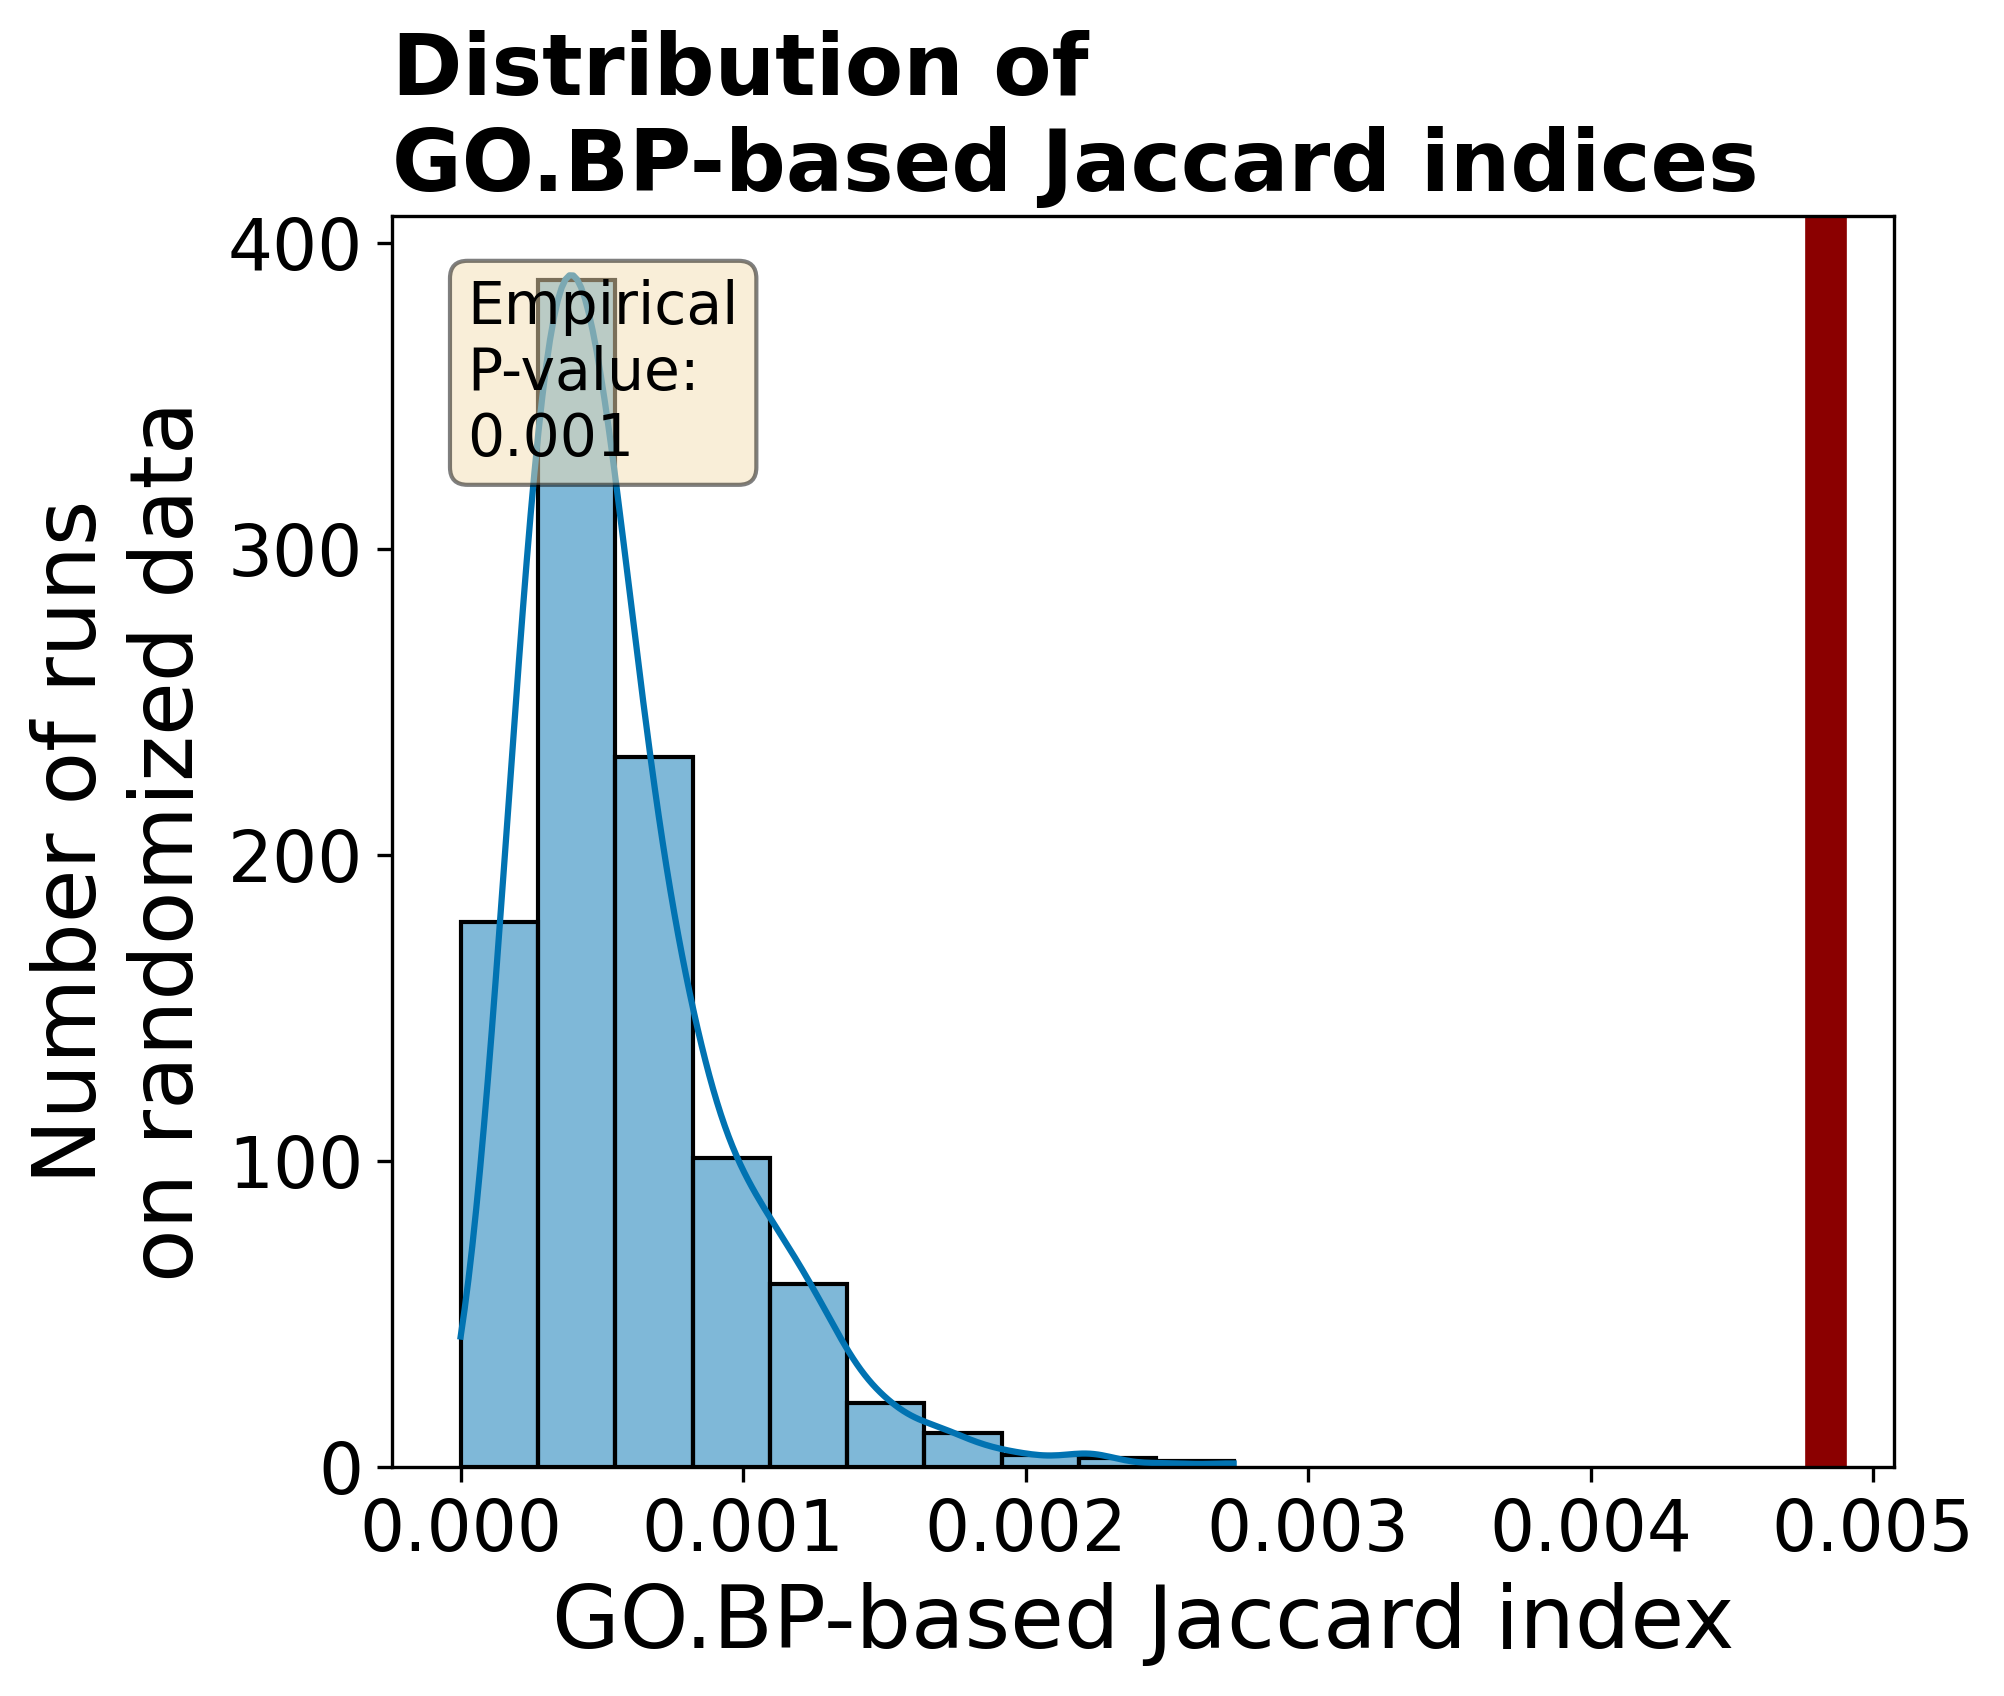 Distribution of
GO.BP-based Jaccard indices
Number of runs
on randomized data
400
300
200
100
0
Empirical
P-value:
0.001
0.000 0.001 0.002 0.003 0.004 0.005
GO.BP-based Jaccard index